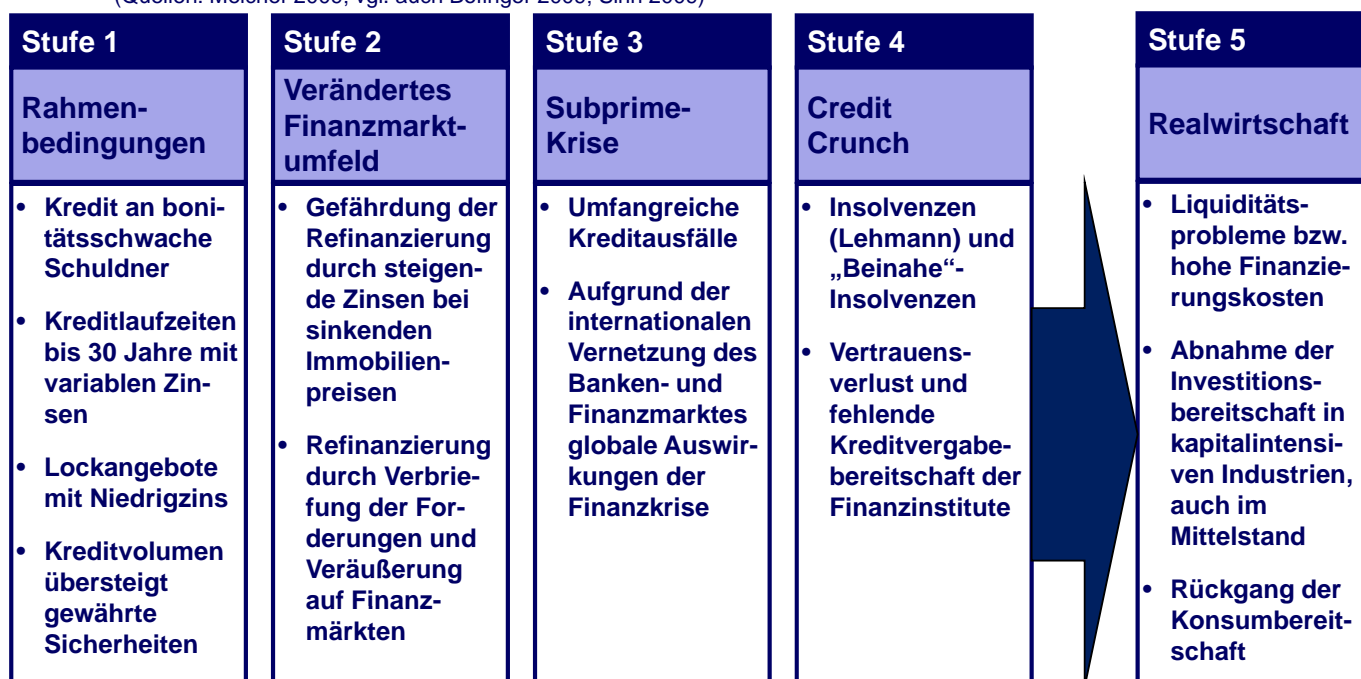 Stufe 1
Rahmen-
bedingungen
• Kredit an boni-
tätsschwache
Schuldner
• Kreditlaufzeiten
bis 30 Jahre mit
variablen Zin-
sen
• Lockangebote
mit Niedrigzins
• Kreditvolumen
übersteigt
gewährte
Sicherheiten
Stufe 2
Verändertes
Finanzmarkt-
umfeld
• Gefährdung der
Refinanzierung
durch steigen-
de Zinsen bei
sinkenden
Immobilien-
preisen
• Refinanzierung
durch Verbrie-
fung der For-
derungen und
Veräußerung
auf Finanz-
märkten
Stufe 3
Subprime-
Krise
• Umfangreiche
Kreditausfälle
• Aufgrund der
internationalen
Vernetzung des
Banken- und
Finanzmarktes
globale Auswir-
kungen der
Finanzkrise
Stufe 4
Credit
Crunch
• Insolvenzen
(Lehmann) und
„Beinahe“-
Insolvenzen
• Vertrauens-
verlust und
fehlende
Kreditvergabe-
bereitschaft der
Finanzinstitute
Stufe 5
Realwirtschaft
• Liquiditäts-
probleme bzw.
hohe Finanzie-
rungskosten
• Abnahme der
Investitions-
bereitschaft in
kapitalintensi-
ven Industrien,
auch im
Mittelstand
• Rückgang der
Konsumbereit-
schaft